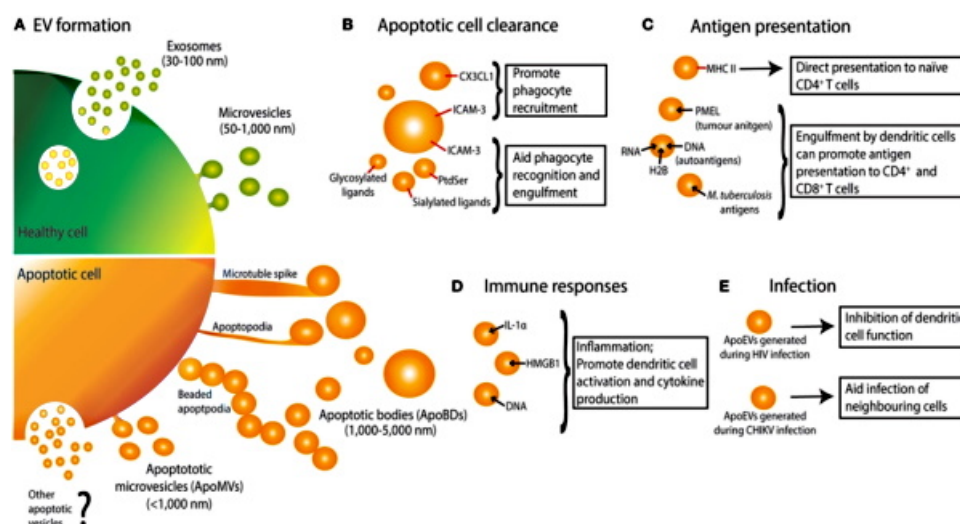 A EV formation
Exosomes
(30-100 nm)
Microvesicles
(50-1,000 nm)
Healthy cell
Apoptotic cell
Microtuble spike
Apoptopodia
Beaded
apoptpodia
Apoptotic bodies (ApoBDs)
(1,000-5,000 nm)
Apoptototic
microvesicles (ApoMVs)
(<1,000 nm)
Other
apoptotic
vesicles
?
B Apoptotic cell clearance
CX3CL1
ICAM-3
ICAM-3
Glycosylated
ligands
PtdSer
Sialylated ligands
Promote
phagocyte
recruitment
Aid phagocyte
recognition and
engulfment
C Antigen presentation
MHC II
Direct presentation to naïve
CD4⁺ T cells
PMEL
(tumour anitgen)
RNA
DNA
(autoantigens)
H2B
M. tuberculosis
antigens
Engulfment by dendritic cells
can promote antigen
presentation to CD4⁺ and
CD8⁺ T cells
D Immune responses
IL-1α
HMGB1
DNA
Inflammation;
Promote dendritic cell
activation and cytokine
production
E Infection
ApoEVs generated
during HIV infection
Inhibition of dendritic
cell function
ApoEVs generated
during CHIKV infection
Aid infection of
neighbouring cells